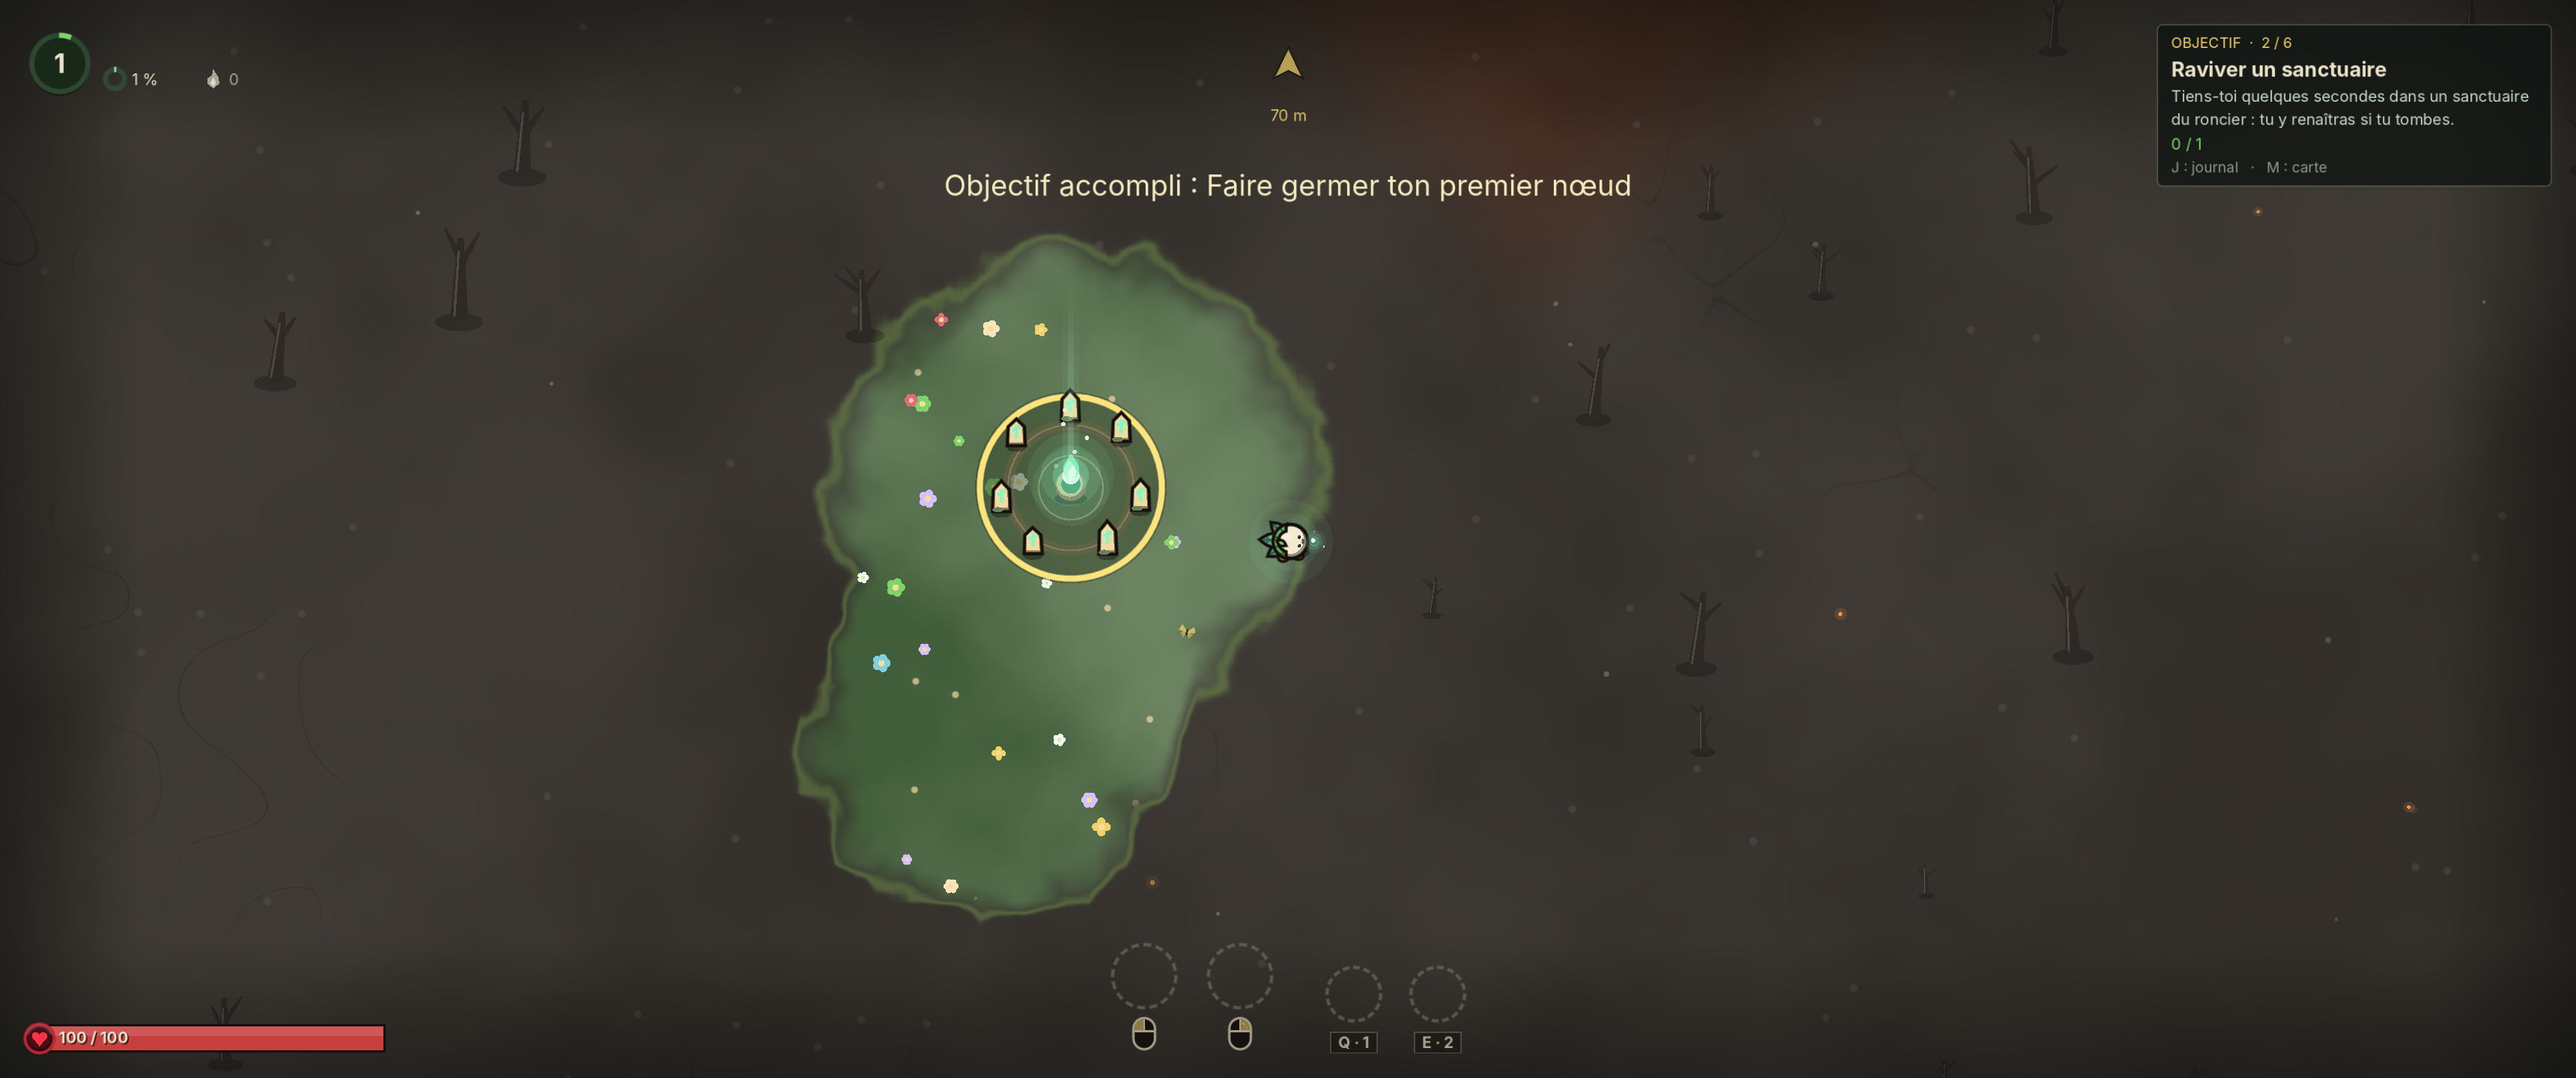 1
1 %
0
70 m
Objectif accompli : Faire germer ton premier nœud
OBJECTIF · 2 / 6
Raviver un sanctuaire
Tiens-toi quelques secondes dans un sanctuaire
du roncier : tu y renaîtras si tu tombes.
0 / 1
J : journal · M : carte
100 / 100
Q · 1
E · 2